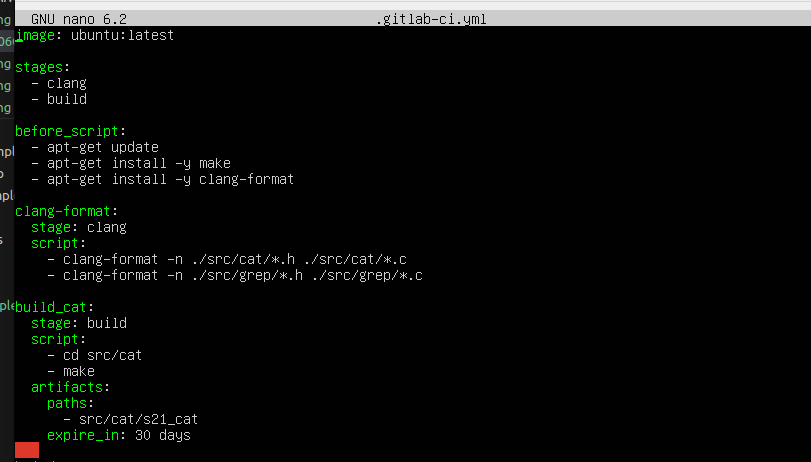 GNU nano 6.2 .gitlab-ci.yml
image: ubuntu:latest
stages:
  - clang
  - build
before_script:
  - apt-get update
  - apt-get install -y make
  - apt-get install -y clang-format
clang-format:
  stage: clang
  script:
    - clang-format -n ./src/cat/*.h ./src/cat/*.c
    - clang-format -n ./src/grep/*.h ./src/grep/*.c
build_cat:
  stage: build
  script:
    - cd src/cat
    - make
  artifacts:
    paths:
      - src/cat/s21_cat
    expire_in: 30 days